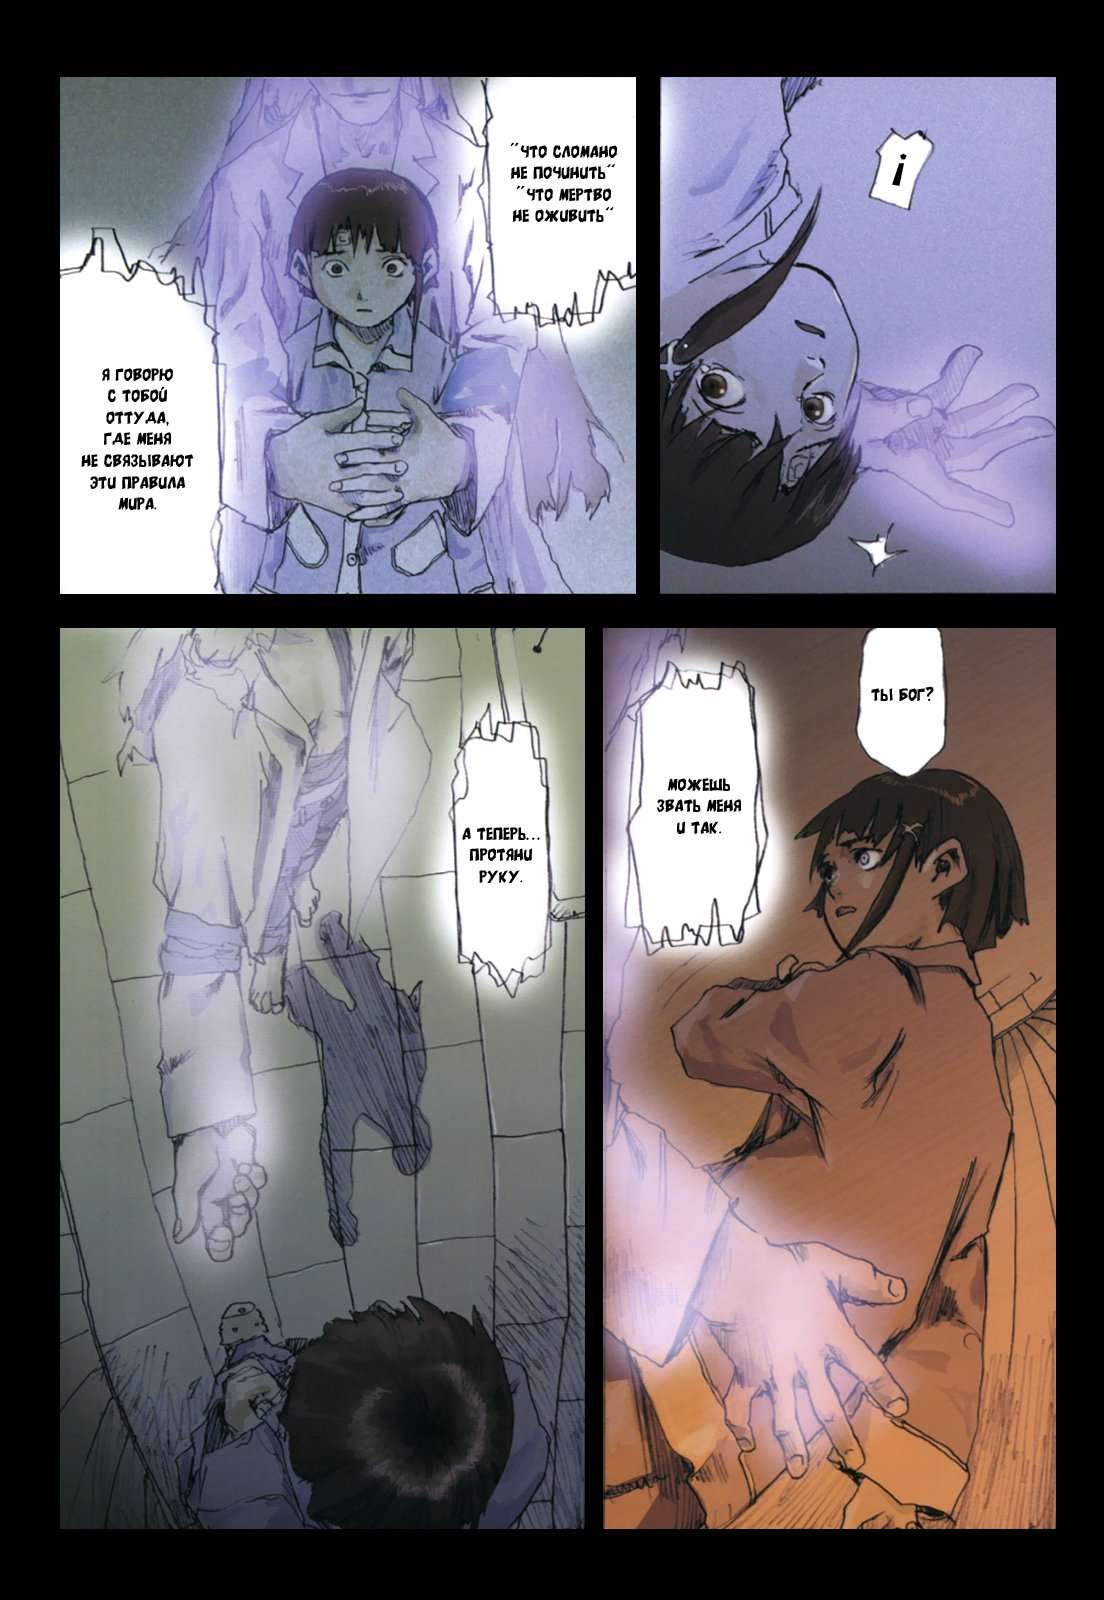 ¡
"ЧТО СЛОМАНО
НЕ ПОЧИНИТЬ"
"ЧТО МЕРТВО
НЕ ОЖИВИТЬ"
Я ГОВОРЮ
С ТОБОЙ
ОТТУДА,
ГДЕ МЕНЯ
НЕ СВЯЗЫВАЮТ
ЭТИ ПРАВИЛА
МИРА.
ТЫ БОГ?
МОЖЕШЬ
ЗВАТЬ МЕНЯ
И ТАК.
А ТЕПЕРЬ...
ПРОТЯНИ
РУКУ.